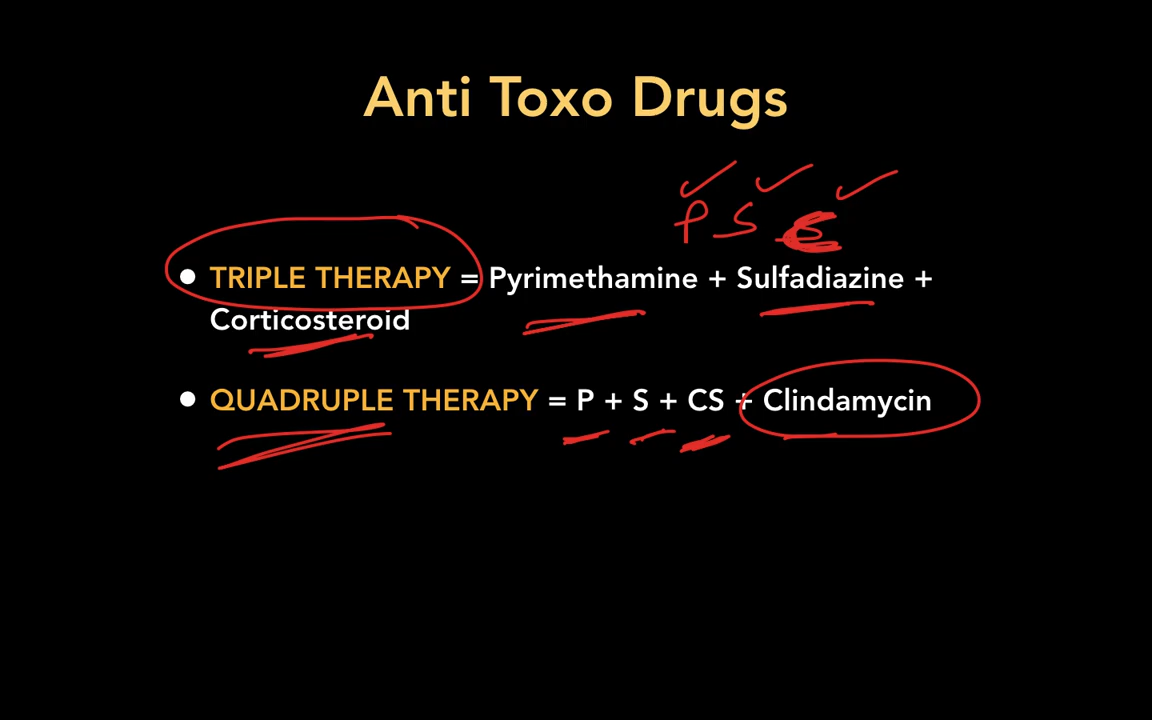 Anti Toxo Drugs
P S
• TRIPLE THERAPY = Pyrimethamine + Sulfadiazine +
Corticosteroid
• QUADRUPLE THERAPY = P + S + CS + Clindamycin